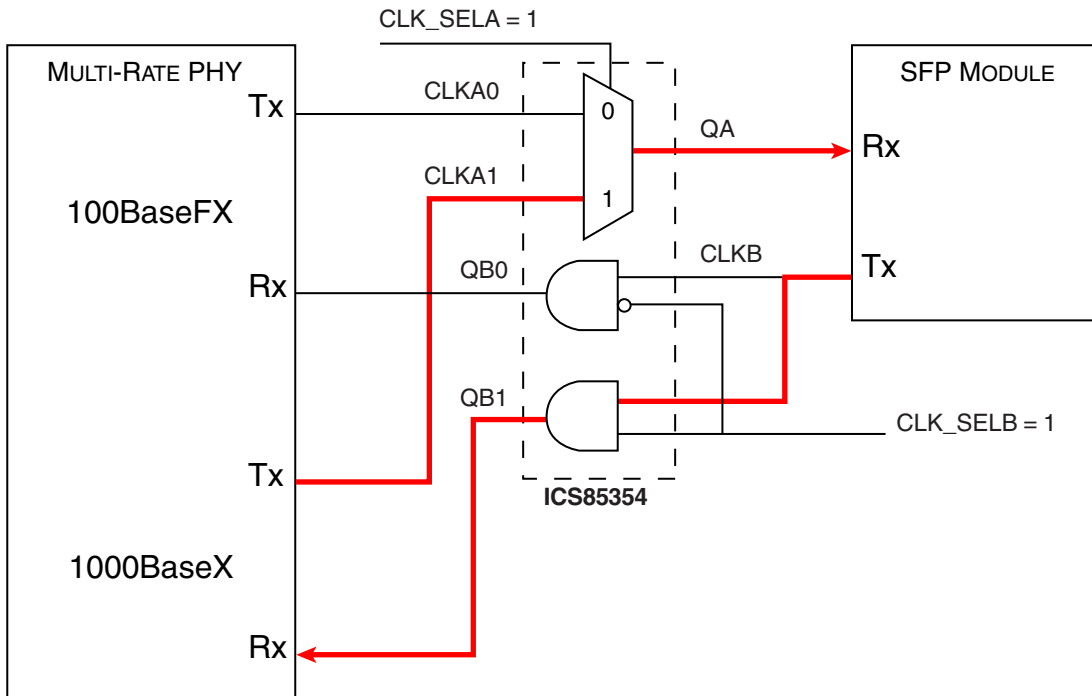 CLK_SELA = 1
MULTI-RATE PHY
SFP MODULE
Tx
CLKA0
0
QA
Rx
CLKA1
1
100BaseFX
QB0
CLKB
Tx
Rx
QB1
CLK_SELB = 1
Tx
ICS85354
1000BaseX
Rx